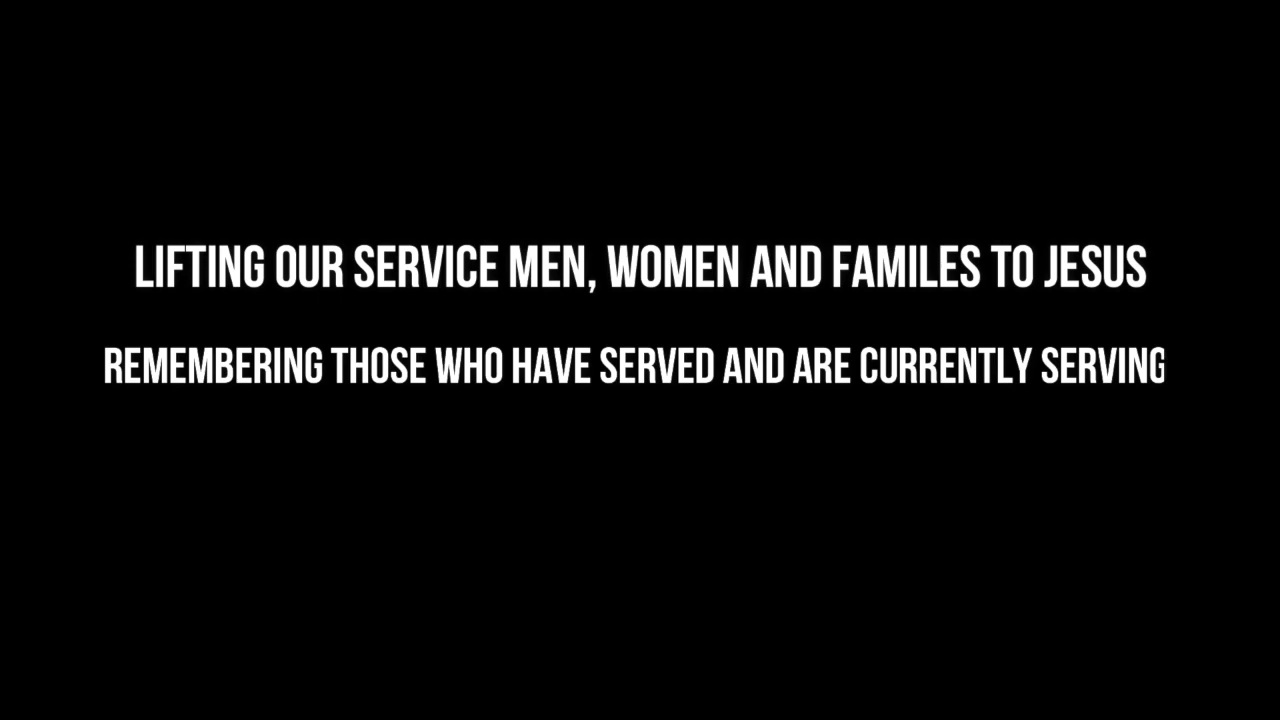 LIFTING OUR SERVICE MEN, WOMEN AND FAMILES TO JESUS
REMEMBERING THOSE WHO HAVE SERVED AND ARE CURRENTLY SERVING